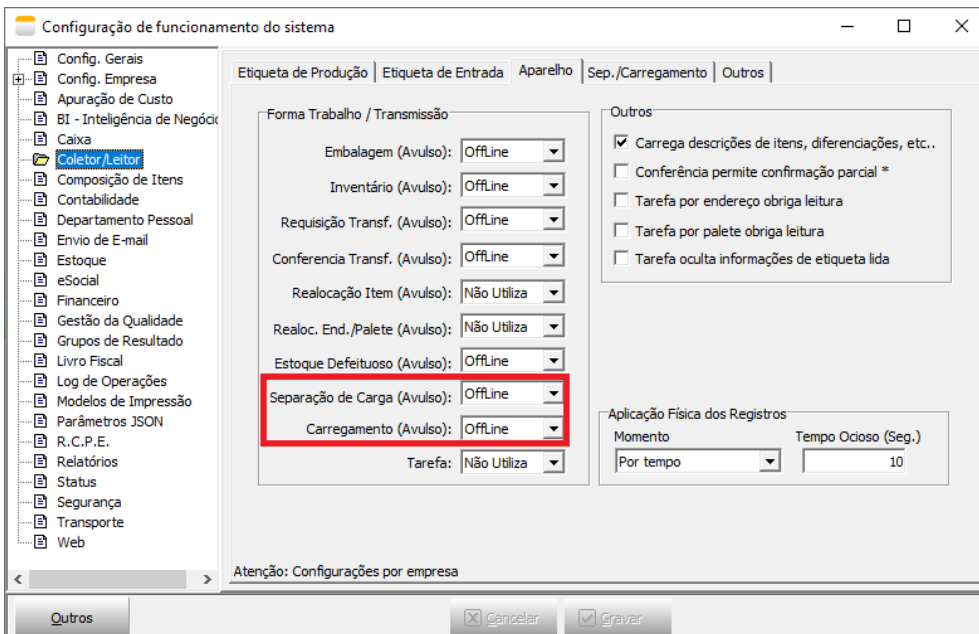 Configuração de funcionamento do sistema
Config. Gerais
Config. Empresa
Apuração de Custo
BI - Inteligência de Negóci
Caixa
Coletor/Leitor
Composição de Itens
Contabilidade
Departamento Pessoal
Envio de E-mail
Estoque
eSocial
Financeiro
Gestão da Qualidade
Grupos de Resultado
Livro Fiscal
Log de Operações
Modelos de Impressão
Parâmetros JSON
R.C.P.E.
Relatórios
Status
Segurança
Transporte
Web
Etiqueta de Produção Etiqueta de Entrada Aparelho Sep./Carregamento Outros
Forma Trabalho / Transmissão
Embalagem (Avulso): OffLine
Inventário (Avulso): OffLine
Requisição Transf. (Avulso): OffLine
Conferencia Transf. (Avulso): OffLine
Realocação Item (Avulso): Não Utiliza
Realoc. End./Palete (Avulso): Não Utiliza
Estoque Defeituoso (Avulso): OffLine
Separação de Carga (Avulso): OffLine
Carregamento (Avulso): OffLine
Tarefa: Não Utiliza
Outros
Carrega descrições de itens, diferenciações, etc..
Conferência permite confirmação parcial *
Tarefa por endereço obriga leitura
Tarefa por palete obriga leitura
Tarefa oculta informações de etiqueta lida
Aplicação Física dos Registros
Momento Tempo Ocioso (Seg.)
Por tempo 10
Atenção: Configurações por empresa
Outros Cancelar Gravar